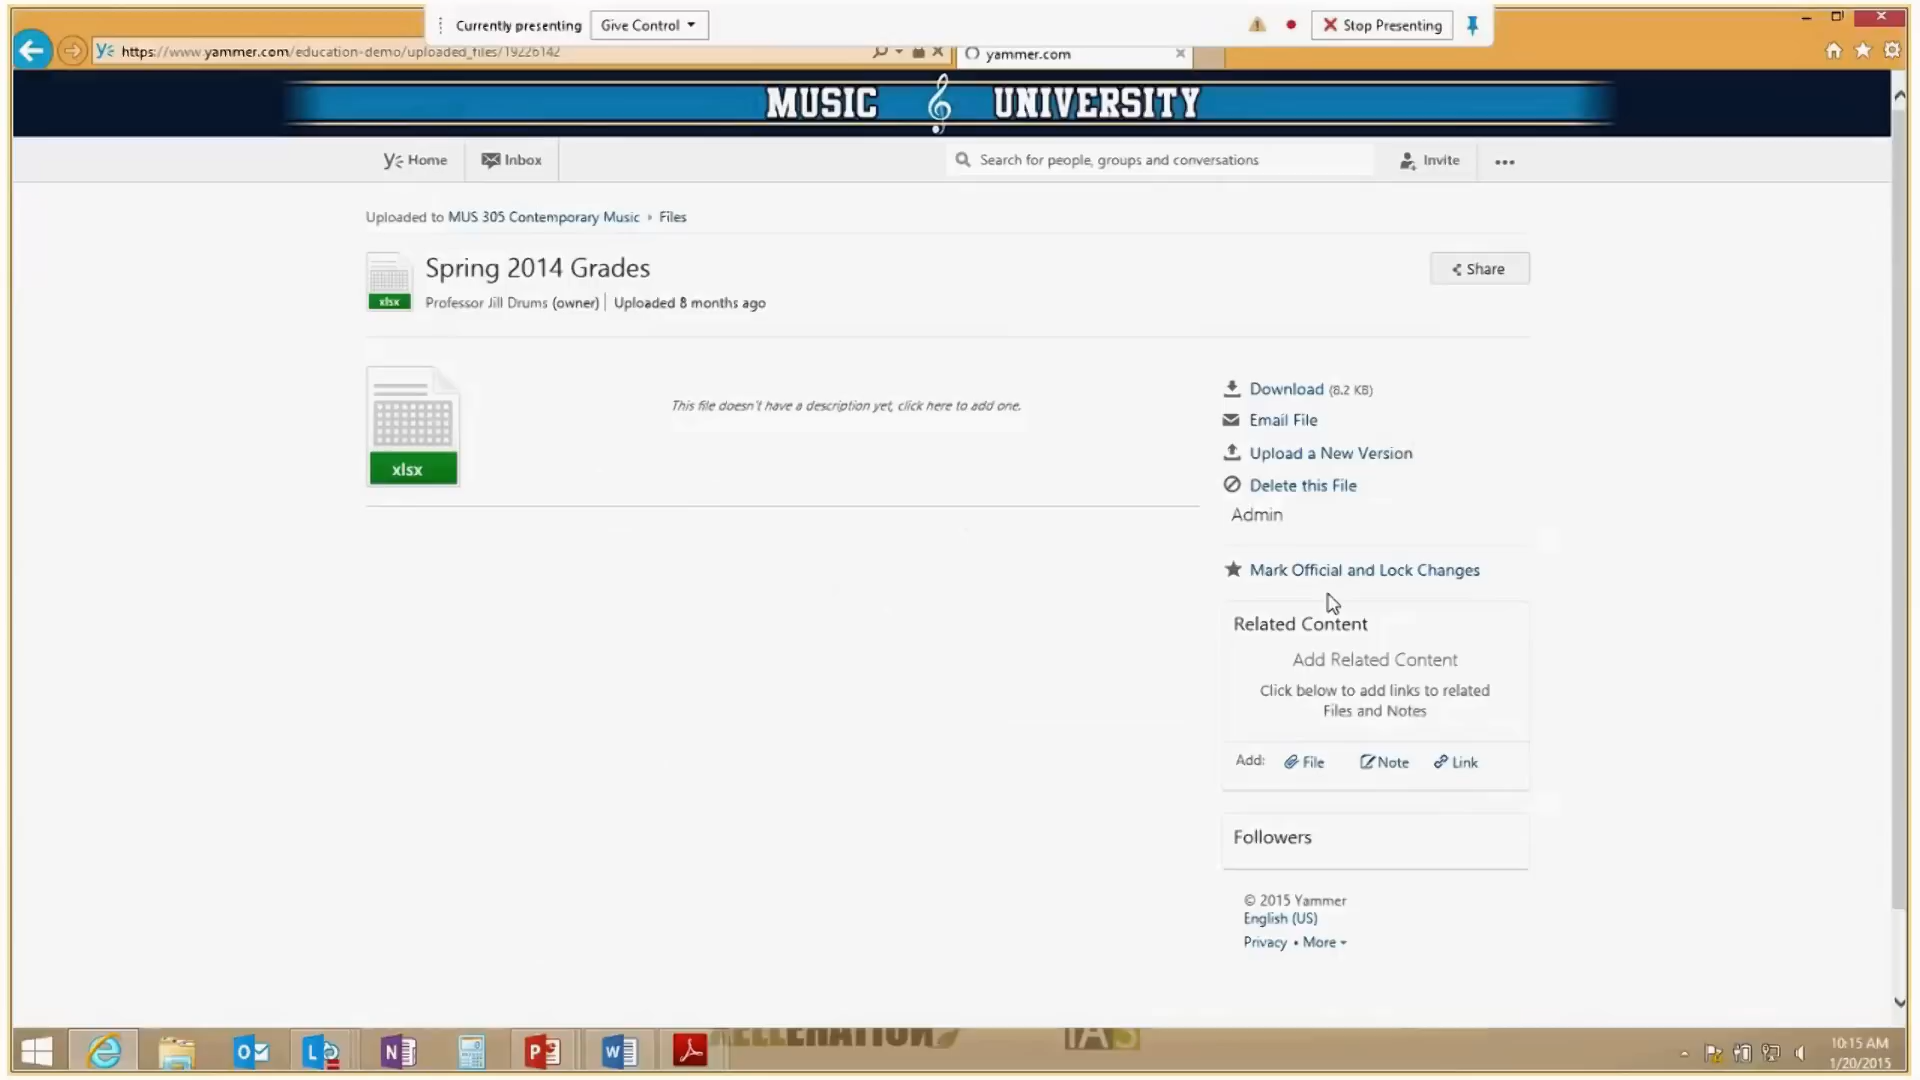 Currently presenting Give Control Stop Presenting
https://www.yammer.com/education-demo/uploaded_files/19226142 yammer.com
MUSIC UNIVERSITY
Home Inbox Search for people, groups and conversations Invite
Uploaded to MUS 305 Contemporary Music Files
Spring 2014 Grades
Share
xlsx
Professor Jill Drums (owner) | Uploaded 8 months ago
xlsx
This file doesn't have a description yet, click here to add one.
Download (8.2 KB)
Email File
Upload a New Version
Delete this File
Admin
Mark Official and Lock Changes
Related Content
Add Related Content
Click below to add links to related
Files and Notes
Add: File Note Link
Followers
© 2015 Yammer
English (US)
Privacy • More
10:15 AM
1/20/2015